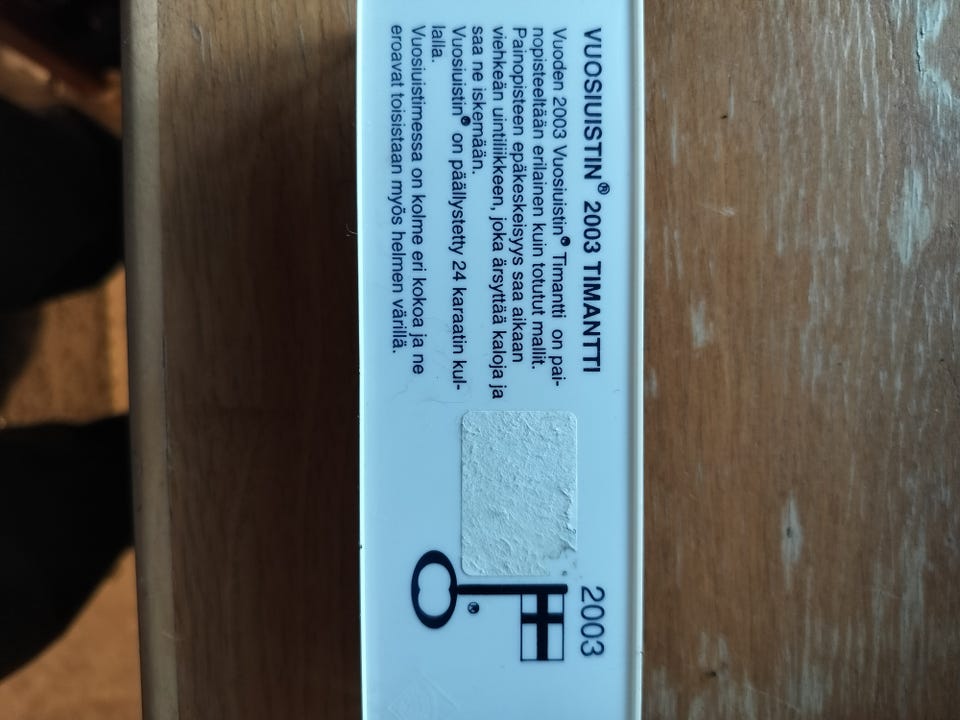 VUOSIUISTIN® 2003 TIMANTTI
Vuoden 2003 Vuosiuistin® Timantti on pai-
nopisteeltään erilainen kuin totutut mallit.
Painopisteen epäkeskeisyys saa aikaan
viehkeän uintiliikkeen, joka ärsyttää kaloja ja
saa ne iskemään.
Vuosiuistin® on päällystetty 24 karaatin kul-
lalla.
Vuosiuistimessa on kolme eri kokoa ja ne
eroavat toisistaan myös helmen värillä.
2003
®